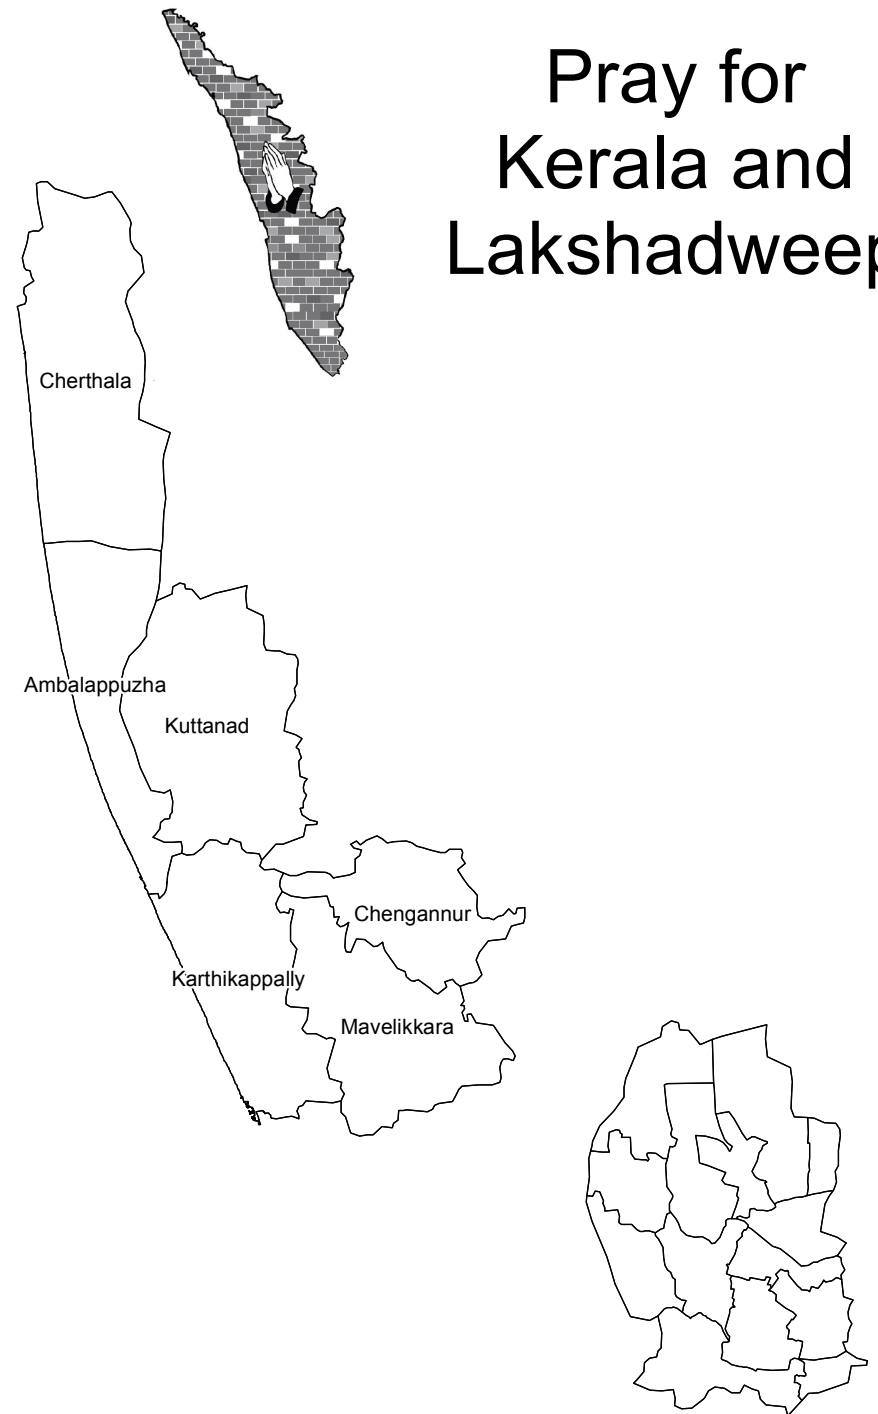 Pray for
Kerala and
Lakshadweep
Cherthala
Ambalappuzha
Kuttanad
Chengannur
Karthikappally
Mavelikkara